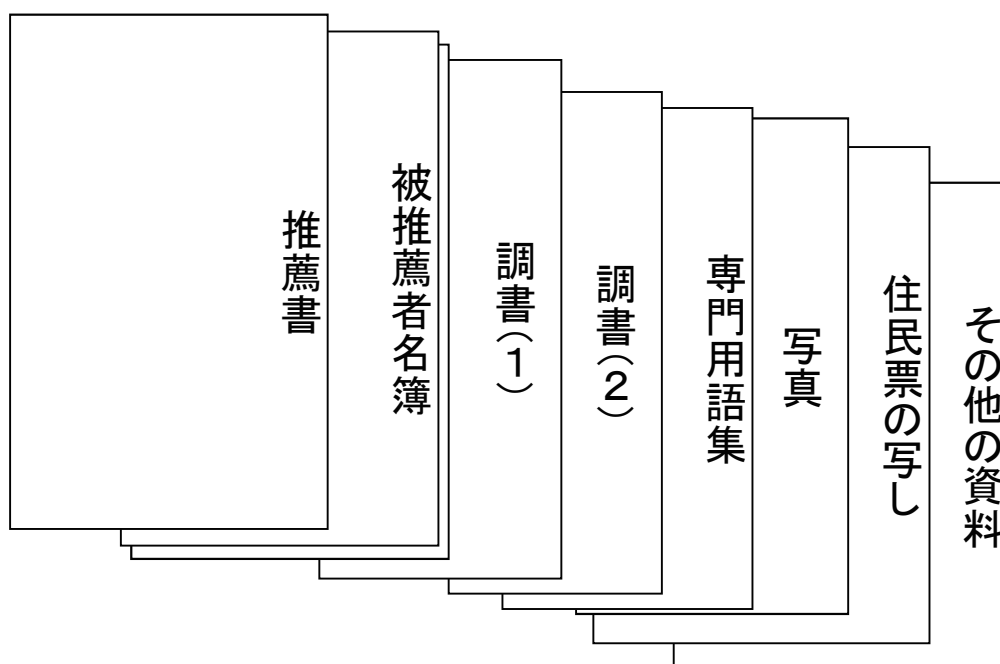 推薦書
被推薦者名簿
調書(1)
調書(2)
専門用語集
写真
住民票の写し
その他の資料